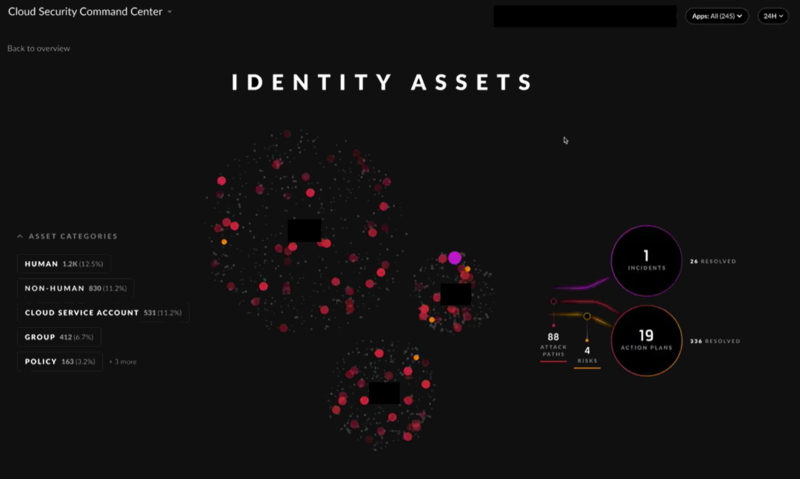 Cloud Security Command Center
Apps: All (245)
24H
Back to overview
IDENTITY ASSETS
ASSET CATEGORIES
HUMAN 1.2K (12.5%)
NON-HUMAN 830 (11.2%)
CLOUD SERVICE ACCOUNT 531 (11.2%)
GROUP 412 (6.7%)
POLICY 163 (3.2%) + 3 more
1
INCIDENTS
26 RESOLVED
88
ATTACK
PATHS
4
RISKS
19
ACTION PLANS
336 RESOLVED